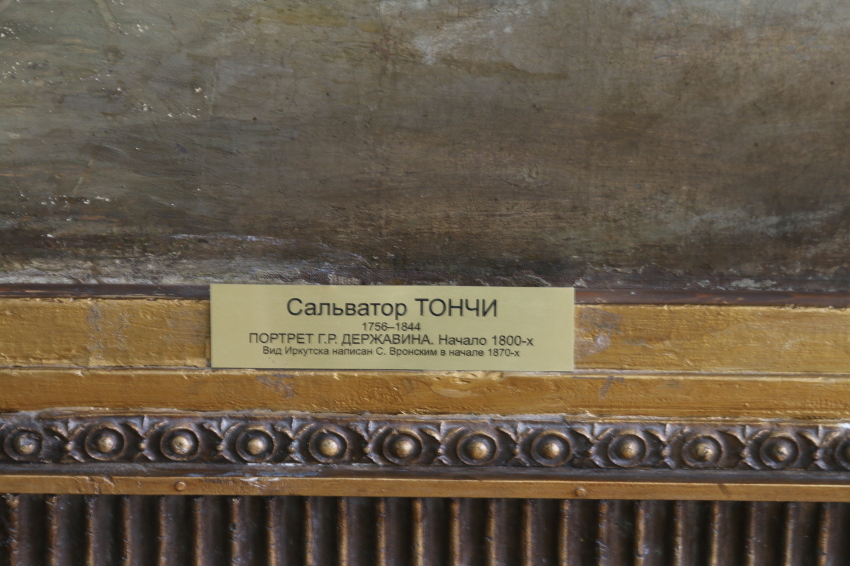 Сальватор ТОНЧИ
1756–1844
ПОРТРЕТ Г.Р. ДЕРЖАВИНА. Начало 1800-х
Вид Иркутска написан С. Вронским в начале 1870-х